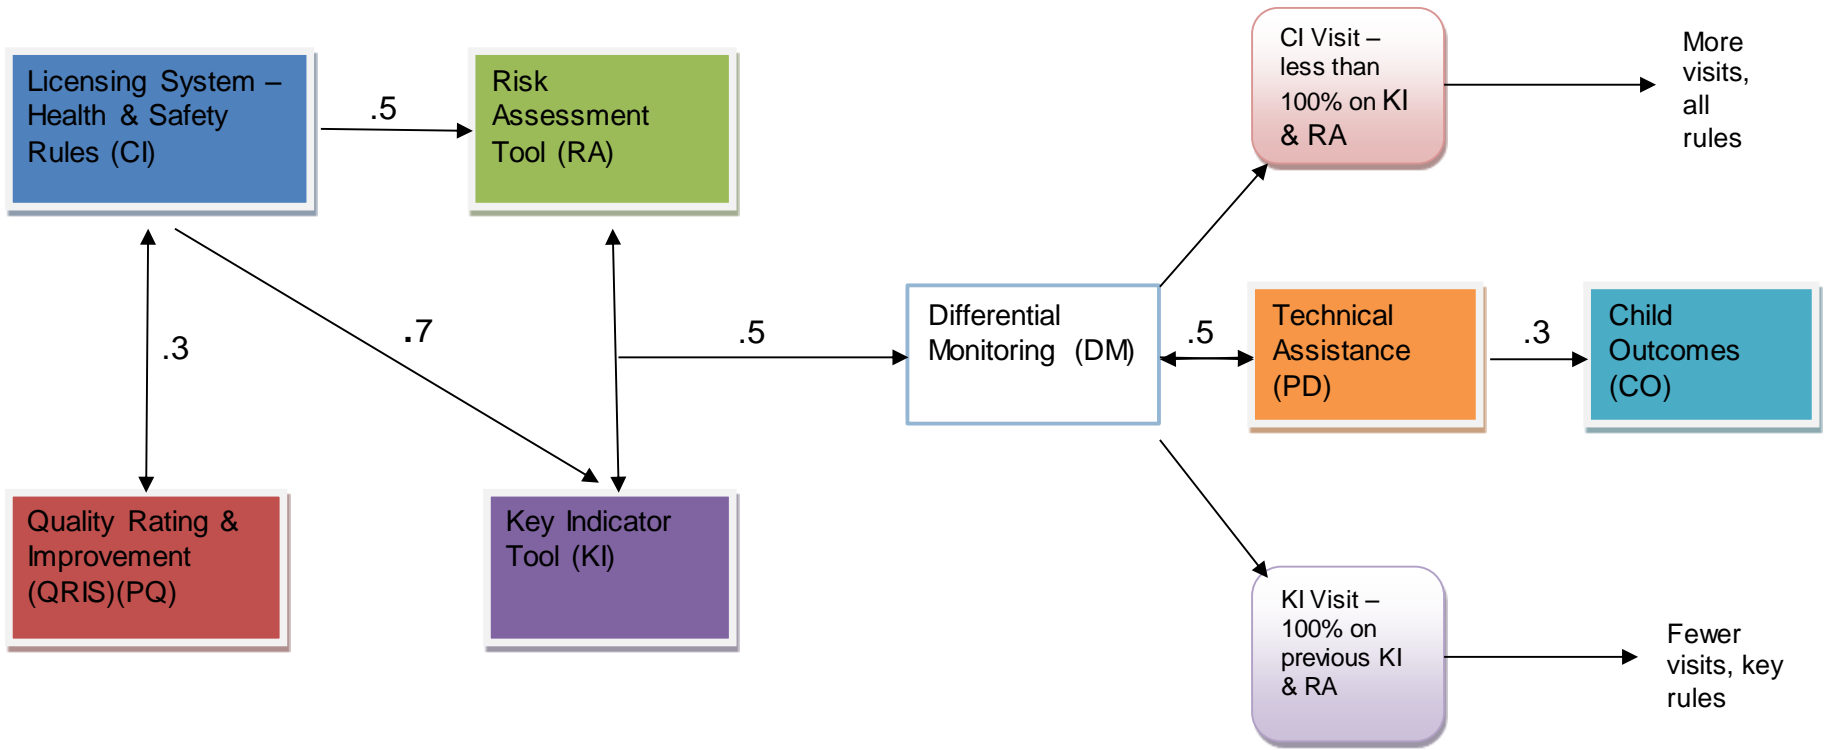 Licensing System –
Health & Safety
Rules (CI)
.5
Risk
Assessment
Tool (RA)
CI Visit –
less than
100% on KI
& RA
More
visits,
all
rules
.3
.7
.5
Differential
Monitoring (DM)
.5
Technical
Assistance
(PD)
.3
Child
Outcomes
(CO)
Quality Rating &
Improvement
(QRIS)(PQ)
Key Indicator
Tool (KI)
KI Visit –
100% on
previous KI
& RA
Fewer
visits, key
rules